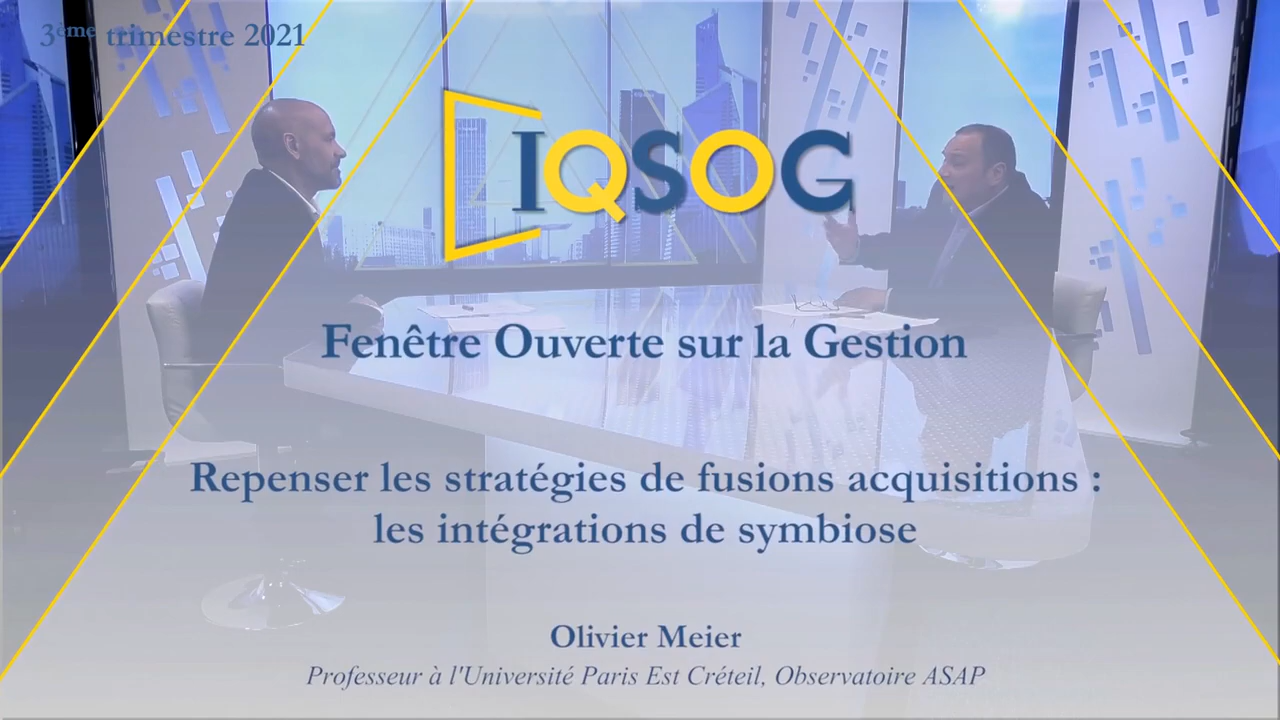 3ème trimestre 2021
IQSOG
Fenêtre Ouverte sur la Gestion
Repenser les stratégies de fusions acquisitions :
les intégrations de symbiose
Olivier Meier
Professeur à l'Université Paris Est Créteil, Observatoire ASAP